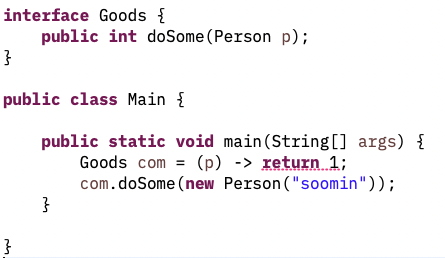 interface Goods {
    public int doSome(Person p);
}

public class Main {

    public static void main(String[] args) {
        Goods com = (p) -> return 1;
        com.doSome(new Person("soomin"));
    }

}